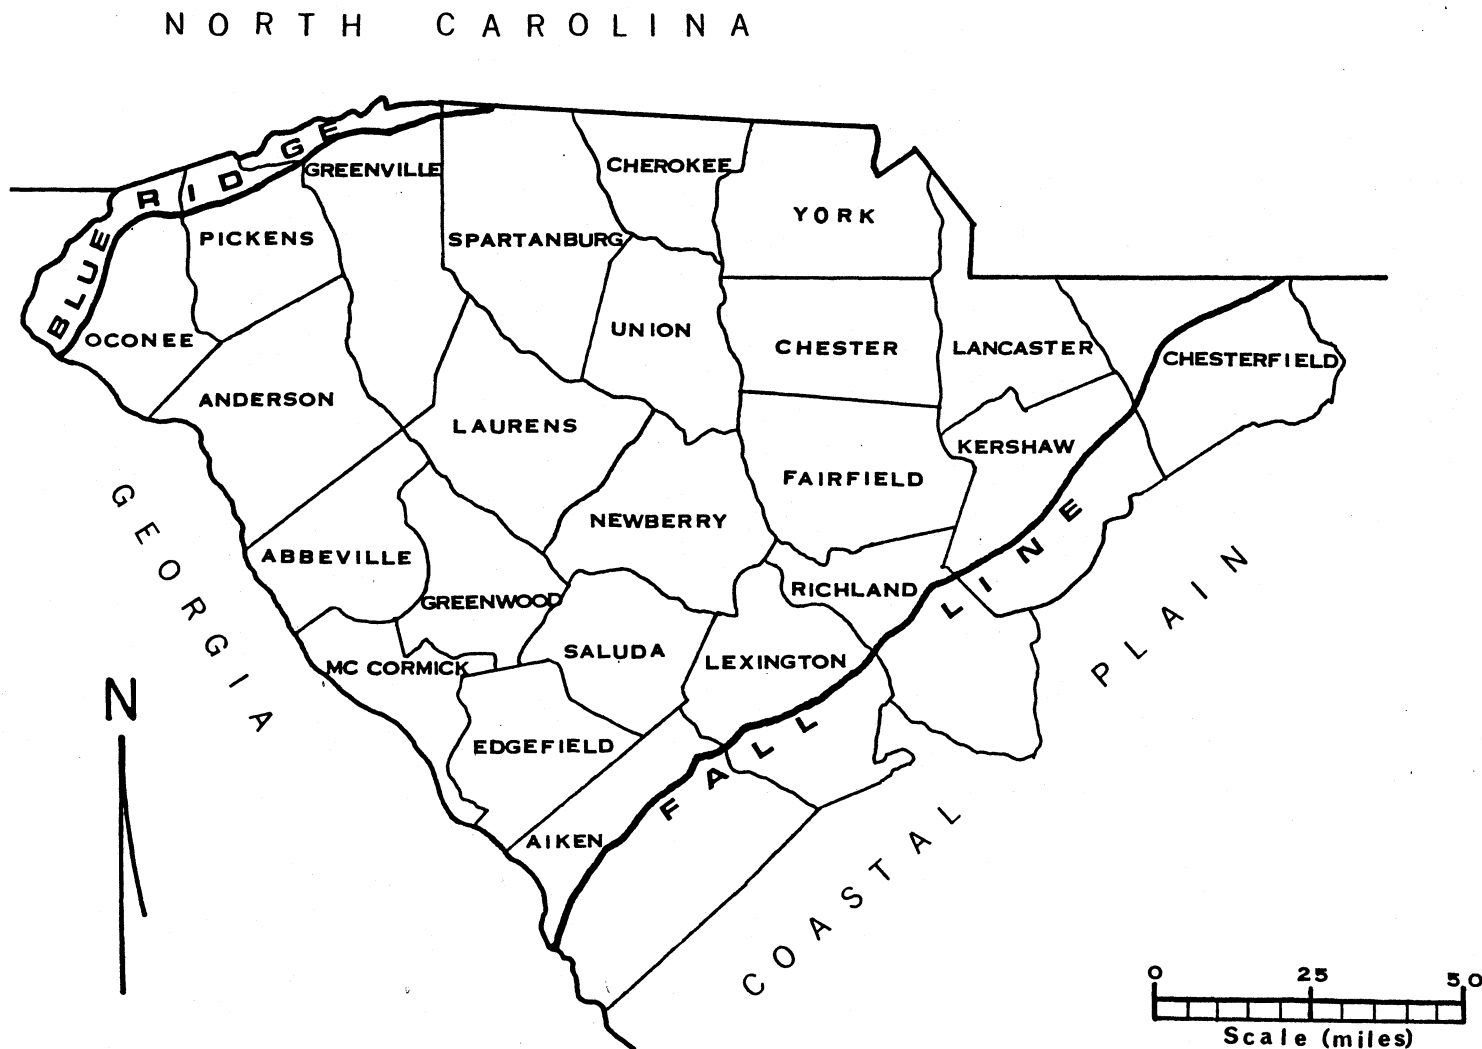 NORTH CAROLINA
BLUE RIDGE
GREENVILLE
CHEROKEE
YORK
PICKENS
SPARTANBURG
OCONEE
UNION
CHESTER
LANCASTER
CHESTERFIELD
ANDERSON
LAURENS
KERSHAW
FAIRFIELD
NEWBERRY
ABBEVILLE
GREENWOOD
RICHLAND
SALUDA
LEXINGTON
MC CORMICK
EDGEFIELD
AIKEN
FALL LINE
GEORGIA
COASTAL PLAIN
N
0 25 50
Scale (miles)